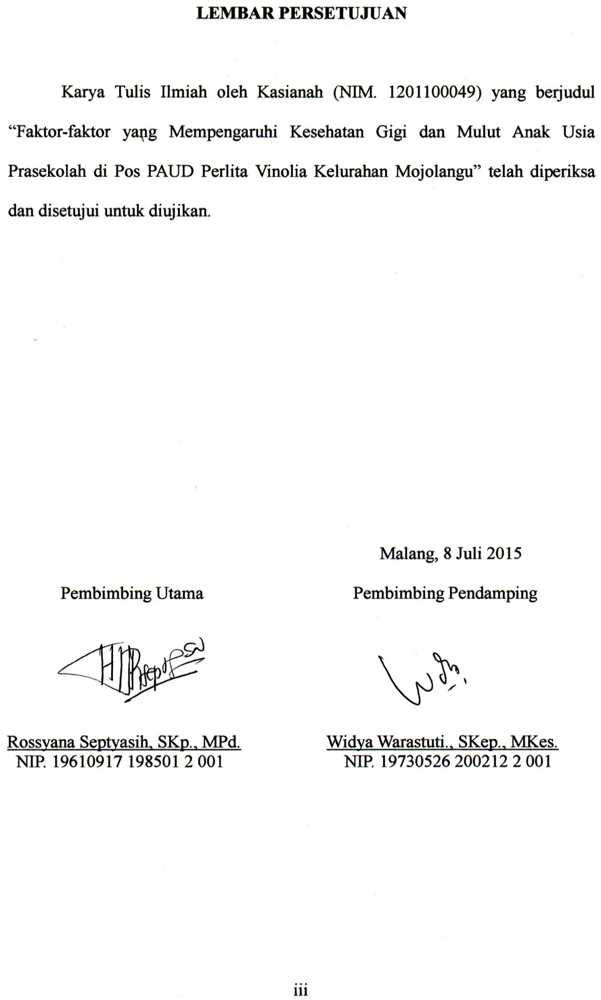 LEMBAR PERSETUJUAN
Karya Tulis Ilmiah oleh Kasianah (NIM. 1201100049) yang berjudul
“Faktor-faktor yang Mempengaruhi Kesehatan Gigi dan Mulut Anak Usia
Prasekolah di Pos PAUD Perlita Vinolia Kelurahan Mojolangu” telah diperiksa
dan disetujui untuk diujikan.
Malang, 8 Juli 2015
Pembimbing Utama
Pembimbing Pendamping
Rossyana Septyasih, SKp., MPd.
NIP. 19610917 198501 2 001
Widya Warastuti., SKep., MKes.
NIP. 19730526 200212 2 001
iii